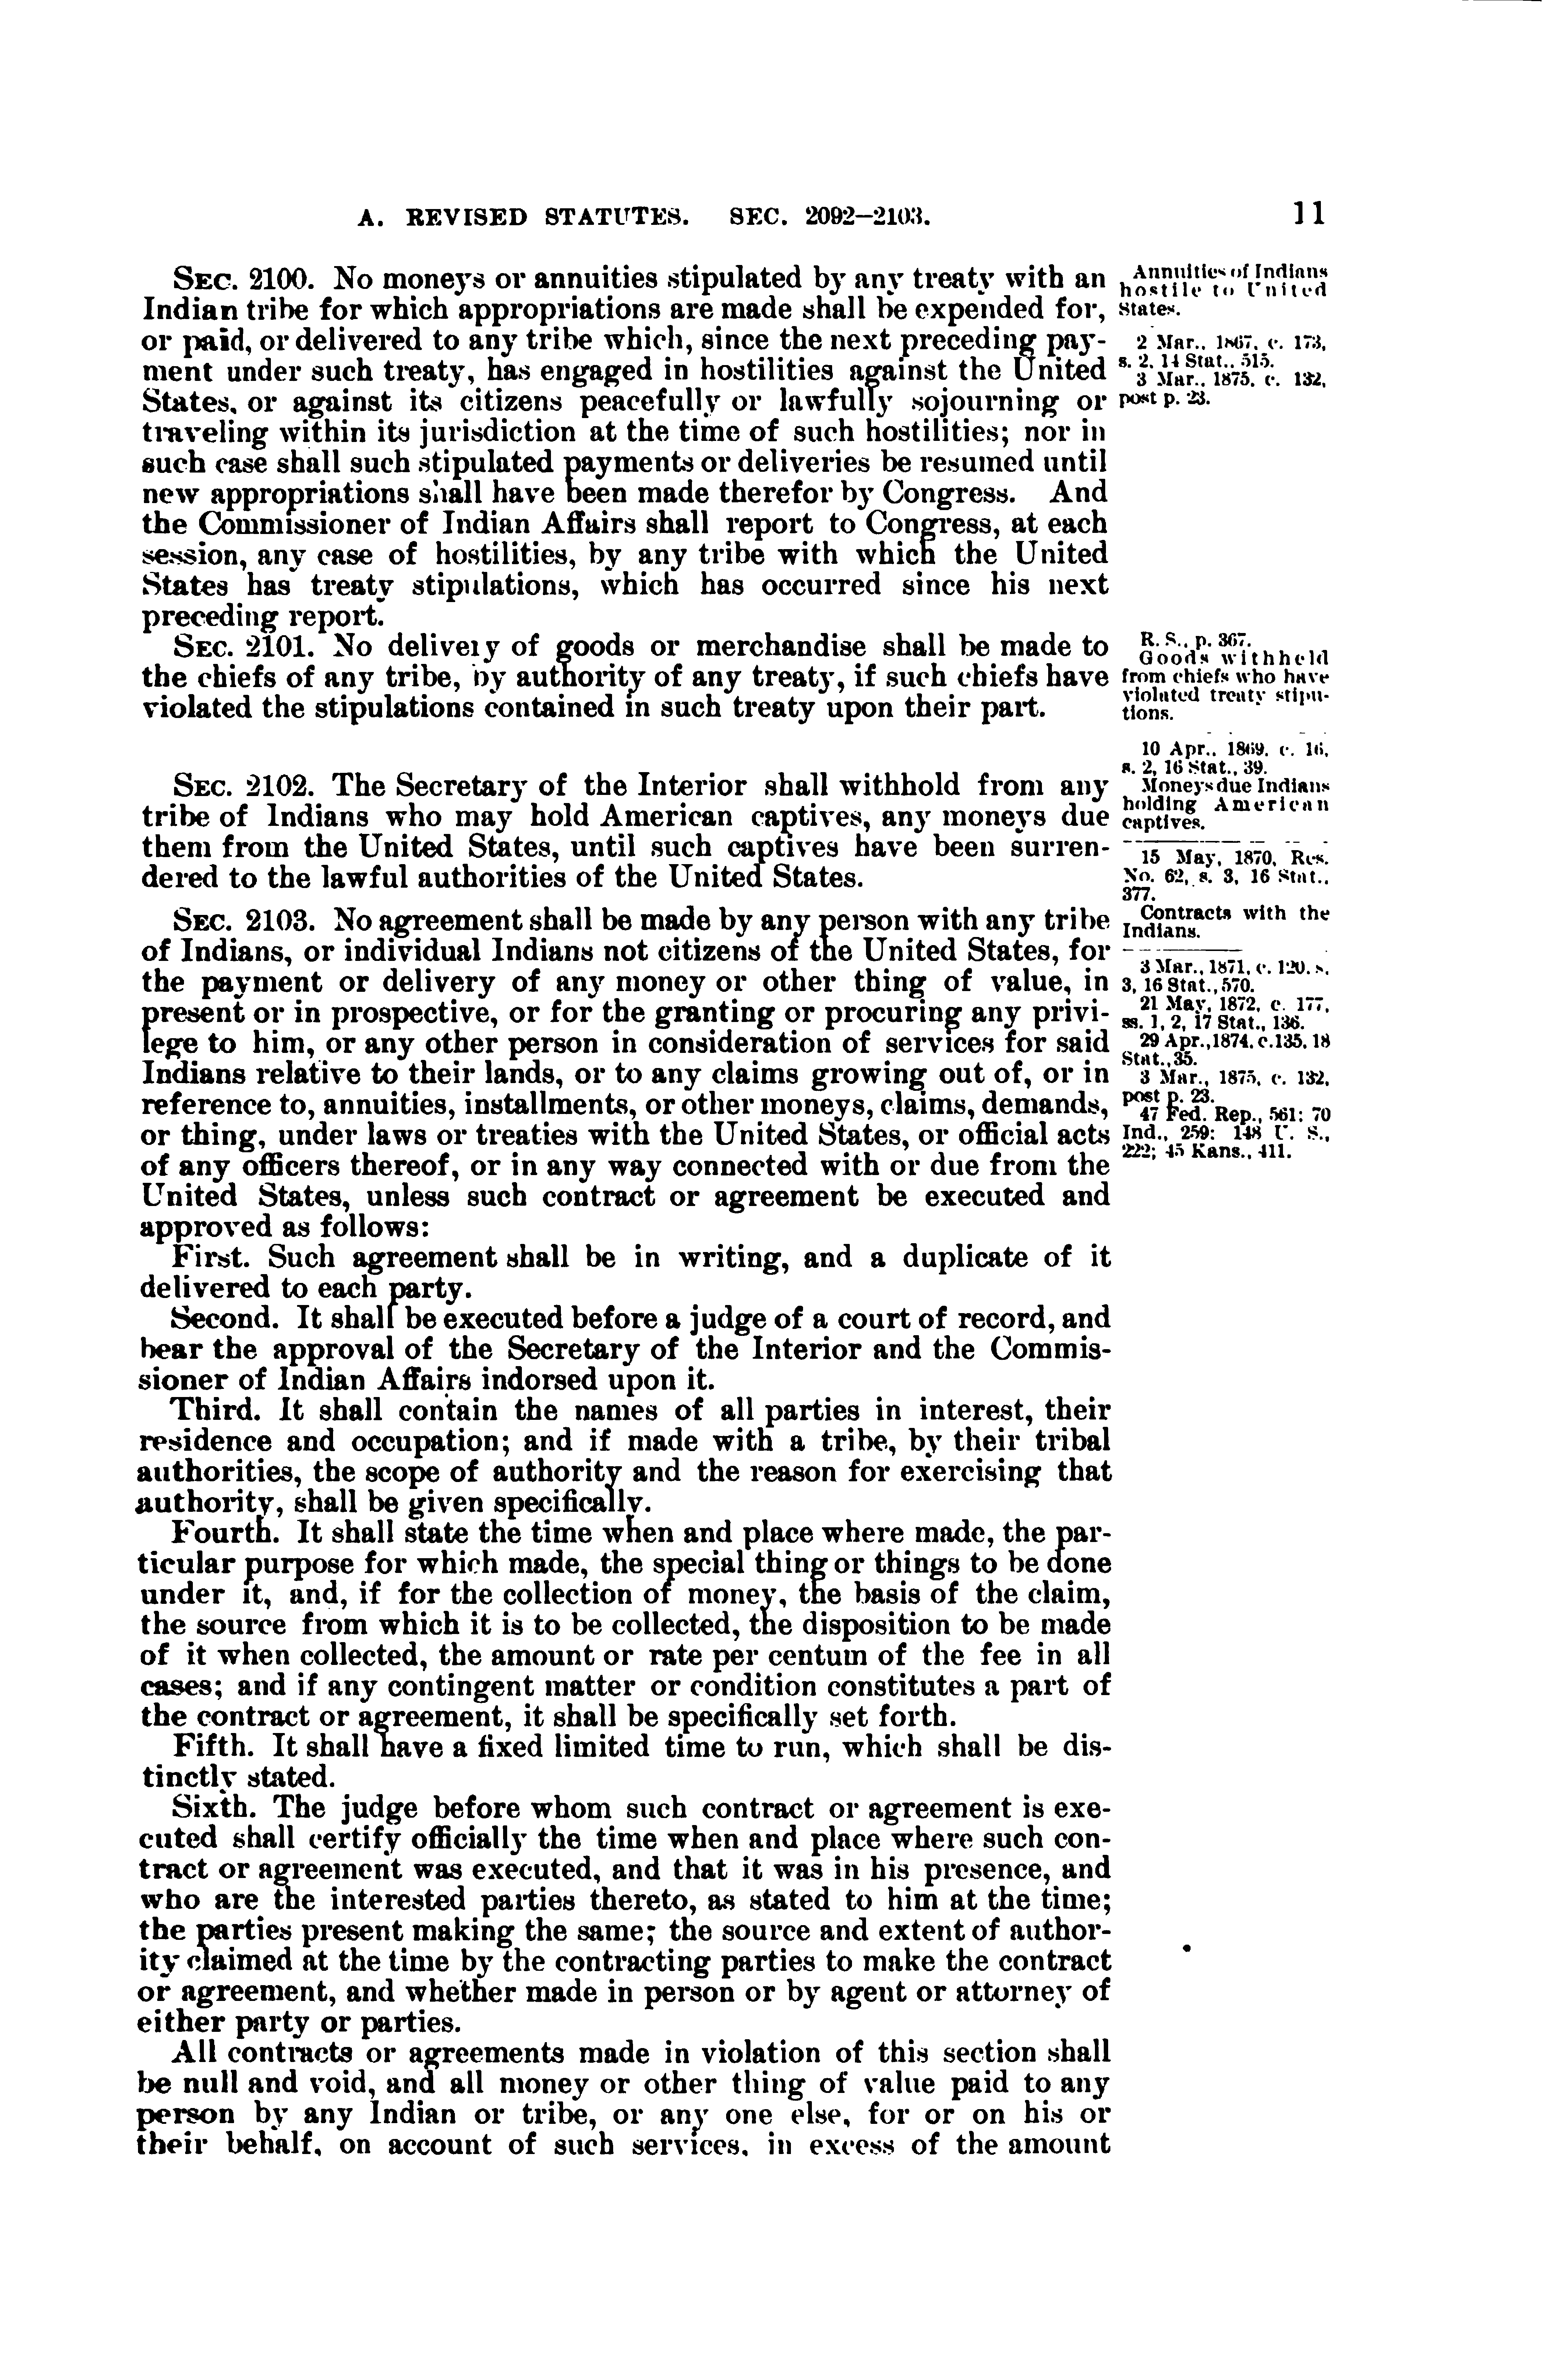 A. REVISED STATUTES. SEC. 2092–2103. 11
SEC. 2100. No moneys or annuities stipulated by any treaty with an
Indian tribe for which appropriations are made shall be expended for,
or paid, or delivered to any tribe which, since the next preceding pay-
ment under such treaty, has engaged in hostilities against the United
States, or against its citizens peacefully or lawfully sojourning or
traveling within its jurisdiction at the time of such hostilities; nor in
such case shall such stipulated payments or deliveries be resumed until
new appropriations shall have been made therefor by Congress. And
the Commissioner of Indian Affairs shall report to Congress, at each
session, any case of hostilities, by any tribe with which the United
States has treaty stipulations, which has occurred since his next
preceding report.
Annuities of Indians
hostile to United
States.
2 Mar., 1867, c. 173,
s. 2, 14 Stat., 515.
3 Mar., 1875, c. 132,
post p. 23.
SEC. 2101. No delivery of goods or merchandise shall be made to
the chiefs of any tribe, by authority of any treaty, if such chiefs have
violated the stipulations contained in such treaty upon their part.
R. S., p. 367.
Goods withheld
from chiefs who have
violated treaty stipu-
tions.
10 Apr., 1869, c. 16,
s. 2, 16 Stat., 39.
SEC. 2102. The Secretary of the Interior shall withhold from any
tribe of Indians who may hold American captives, any moneys due
them from the United States, until such captives have been surren-
dered to the lawful authorities of the United States.
Moneys due Indians
holding American
captives.
15 May, 1870, Res.
No. 62, s. 3, 16 Stat.,
377.
SEC. 2103. No agreement shall be made by any person with any tribe
of Indians, or individual Indians not citizens of the United States, for
the payment or delivery of any money or other thing of value, in
present or in prospective, or for the granting or procuring any privi-
lege to him, or any other person in consideration of services for said
Indians relative to their lands, or to any claims growing out of, or in
reference to, annuities, installments, or other moneys, claims, demands,
or thing, under laws or treaties with the United States, or official acts
of any officers thereof, or in any way connected with or due from the
United States, unless such contract or agreement be executed and
approved as follows:
Contracts with the
Indians.
3 Mar., 1871, c. 120, s.
3, 16 Stat., 570.
21 May, 1872, c. 177,
ss. 1, 2, 17 Stat., 136.
29 Apr., 1874, c. 135, 18
Stat., 35.
3 Mar., 1875, c. 132,
post p. 23.
47 Fed. Rep., 561; 70
Ind., 259; 148 U. S.,
222; 45 Kans., 411.
First. Such agreement shall be in writing, and a duplicate of it
delivered to each party.
Second. It shall be executed before a judge of a court of record, and
bear the approval of the Secretary of the Interior and the Commis-
sioner of Indian Affairs indorsed upon it.
Third. It shall contain the names of all parties in interest, their
residence and occupation; and if made with a tribe, by their tribal
authorities, the scope of authority and the reason for exercising that
authority, shall be given specifically.
Fourth. It shall state the time when and place where made, the par-
ticular purpose for which made, the special thing or things to be done
under it, and, if for the collection of money, the basis of the claim,
the source from which it is to be collected, the disposition to be made
of it when collected, the amount or rate per centum of the fee in all
cases; and if any contingent matter or condition constitutes a part of
the contract or agreement, it shall be specifically set forth.
Fifth. It shall have a fixed limited time to run, which shall be dis-
tinctly stated.
Sixth. The judge before whom such contract or agreement is exe-
cuted shall certify officially the time when and place where such con-
tract or agreement was executed, and that it was in his presence, and
who are the interested parties thereto, as stated to him at the time;
the parties present making the same; the source and extent of author-
ity claimed at the time by the contracting parties to make the contract
or agreement, and whether made in person or by agent or attorney of
either party or parties.
All contracts or agreements made in violation of this section shall
be null and void, and all money or other thing of value paid to any
person by any Indian or tribe, or any one else, for or on his or
their behalf, on account of such services, in excess of the amount